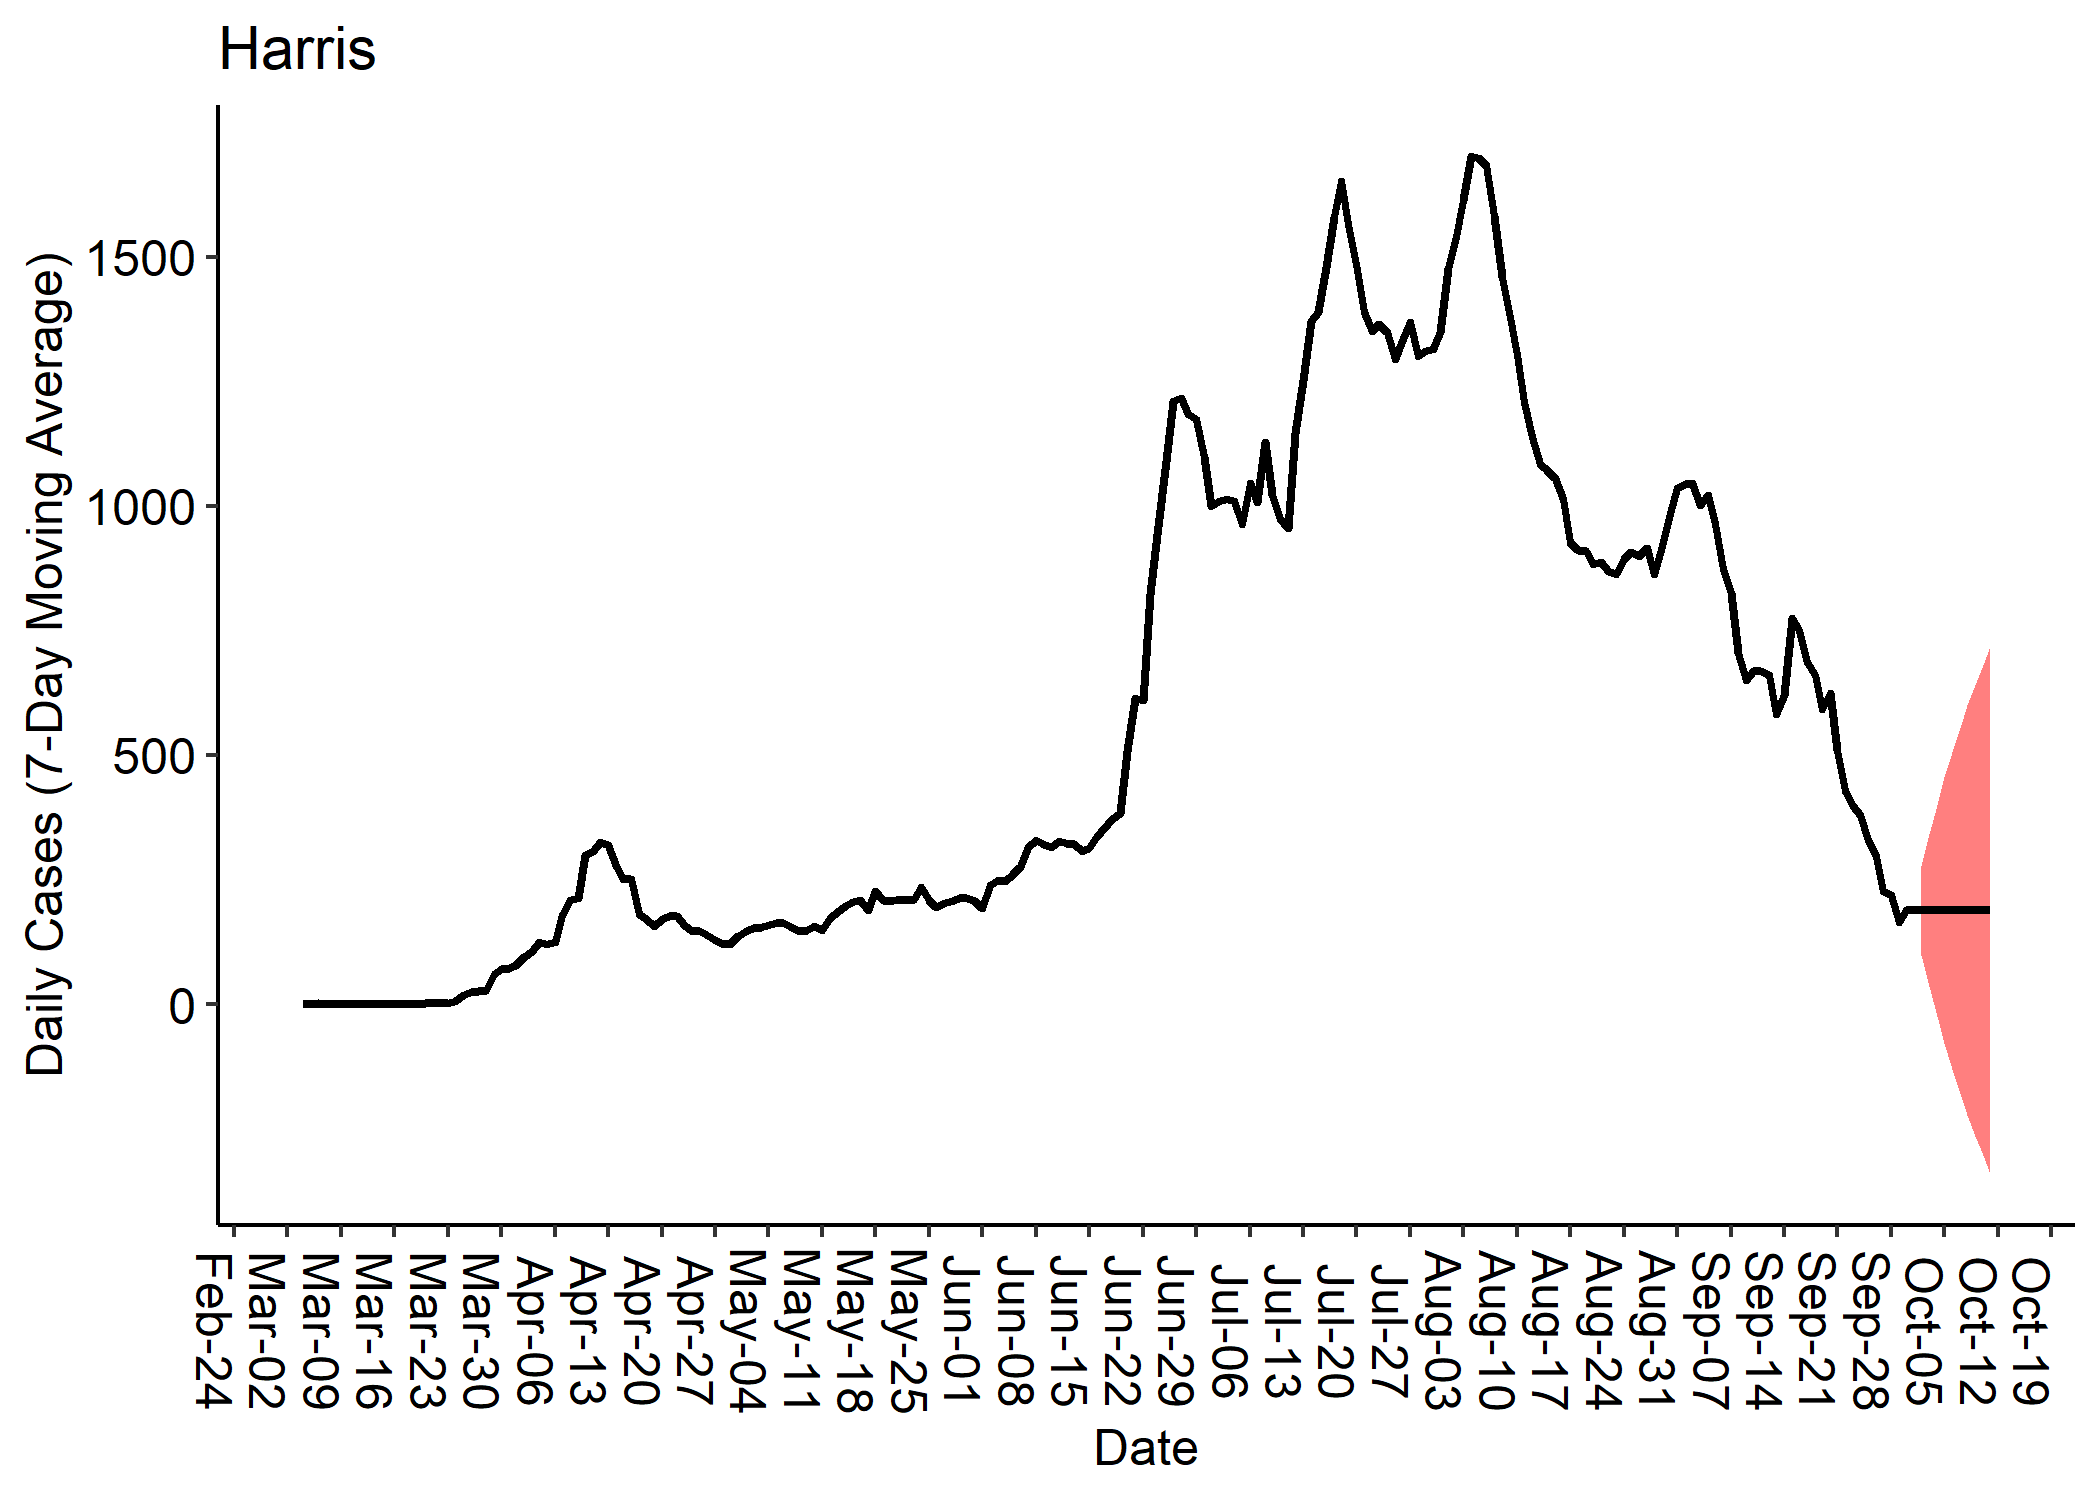 Harris
Daily Cases (7-Day Moving Average)
1500
1000
500
0
Feb-24
Mar-02
Mar-09
Mar-16
Mar-23
Mar-30
Apr-06
Apr-13
Apr-20
Apr-27
May-04
May-11
May-18
May-25
Jun-01
Jun-08
Jun-15
Jun-22
Jun-29
Jul-06
Jul-13
Jul-20
Jul-27
Aug-03
Aug-10
Aug-17
Aug-24
Aug-31
Sep-07
Sep-14
Sep-21
Sep-28
Oct-05
Oct-12
Oct-19
Date